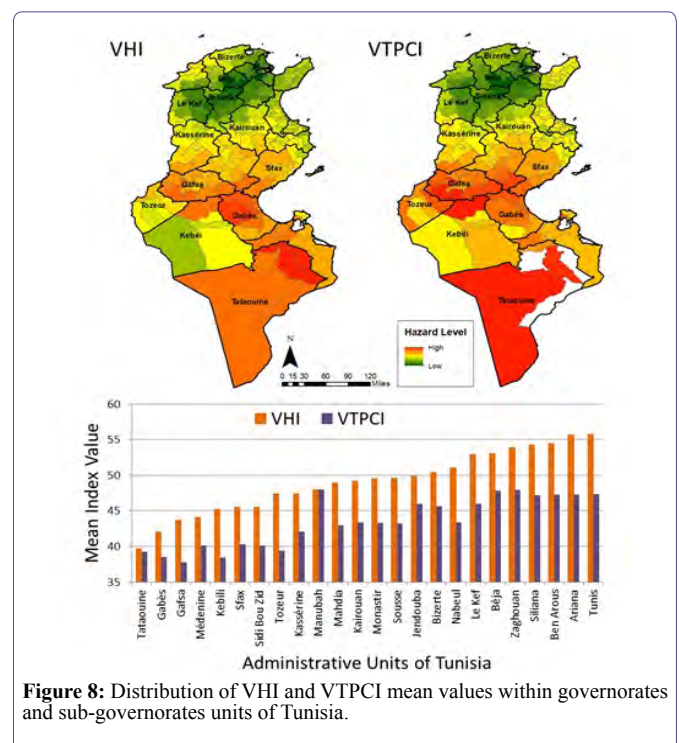 VHI
VTPCI
Bizerte
Le Kef
Kassérine
Kairouan
Sfax
Gafsa
Tozeur
Gabès
Kebili
Tataouine
Bizerte
Le Kef
Kassérine
Kairouan
Sfax
Gafsa
Tozeur
Gabès
Kebili
Tataouine
N
0 15 30 60 90 120
Miles
Hazard Level
High
Low
60
55
50
45
40
35
Mean Index Value
VHI VTPCI
Tataouine
Gabès
Gafsa
Médenine
Kebili
Sfax
Sidi Bou Zid
Tozeur
Kassérine
Manubah
Mahdia
Kairouan
Monastir
Sousse
Jendouba
Bizerte
Nabeul
Le Kef
Béja
Zaghouan
Siliana
Ben Arous
Ariana
Tunis
Administrative Units of Tunisia
Figure 8: Distribution of VHI and VTPCI mean values within governorates
and sub-governorates units of Tunisia.